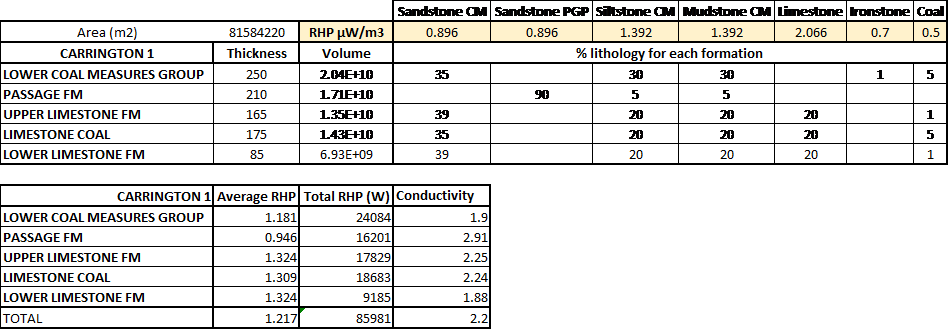 Sandstone CM Sandstone PGP Siltstone CM Mudstone CM Limestone Ironstone Coal
Area (m2) 81584220 RHP µW/m3 0.896 0.896 1.392 1.392 2.066 0.7 0.5
CARRINGTON 1 Thickness Volume % lithology for each formation
LOWER COAL MEASURES GROUP 250 2.04E+10 35 30 30 1 5
PASSAGE FM 210 1.71E+10 90 5 5
UPPER LIMESTONE FM 165 1.35E+10 39 20 20 20 1
LIMESTONE COAL 175 1.43E+10 35 20 20 20 5
LOWER LIMESTONE FM 85 6.93E+09 39 20 20 20 1
CARRINGTON 1 Average RHP Total RHP (W) Conductivity
LOWER COAL MEASURES GROUP 1.181 24084 1.9
PASSAGE FM 0.946 16201 2.91
UPPER LIMESTONE FM 1.324 17829 2.25
LIMESTONE COAL 1.309 18683 2.24
LOWER LIMESTONE FM 1.324 9185 1.88
TOTAL 1.217 85981 2.2